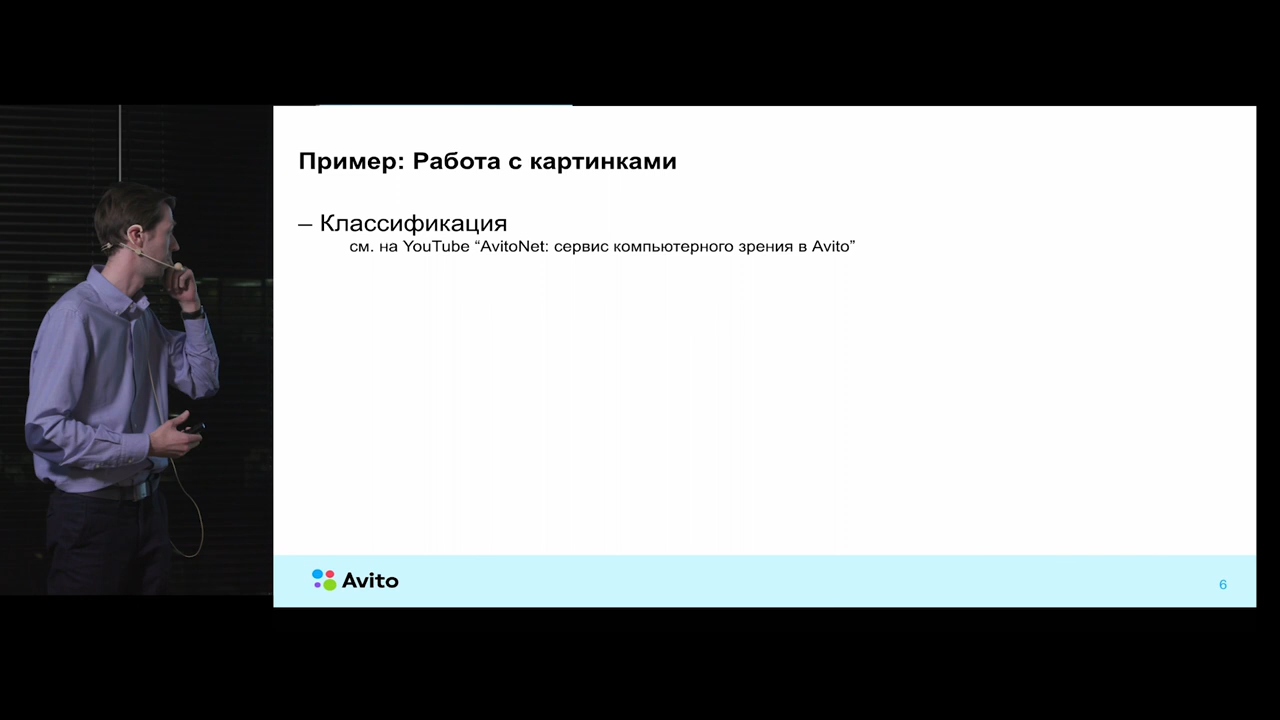 Пример: Работа с картинками
– Классификация
см. на YouTube “AvitoNet: сервис компьютерного зрения в Avito”
Avito
6